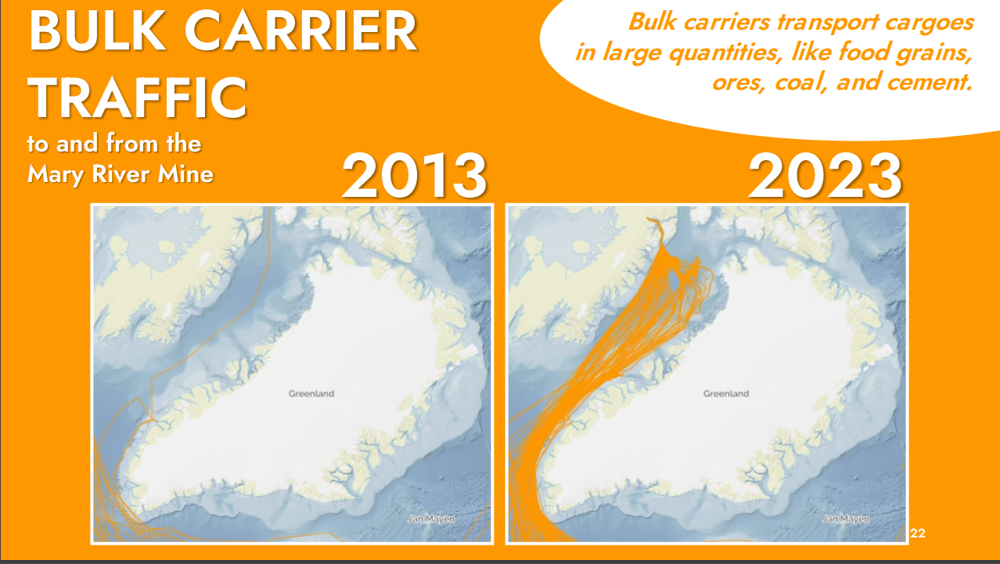 BULK CARRIER
TRAFFIC
to and from the
Mary River Mine
Bulk carriers transport cargoes
in large quantities, like food grains,
ores, coal, and cement.
2013
2023
Greenland
Jan Mayen
Greenland
Jan Mayen
22